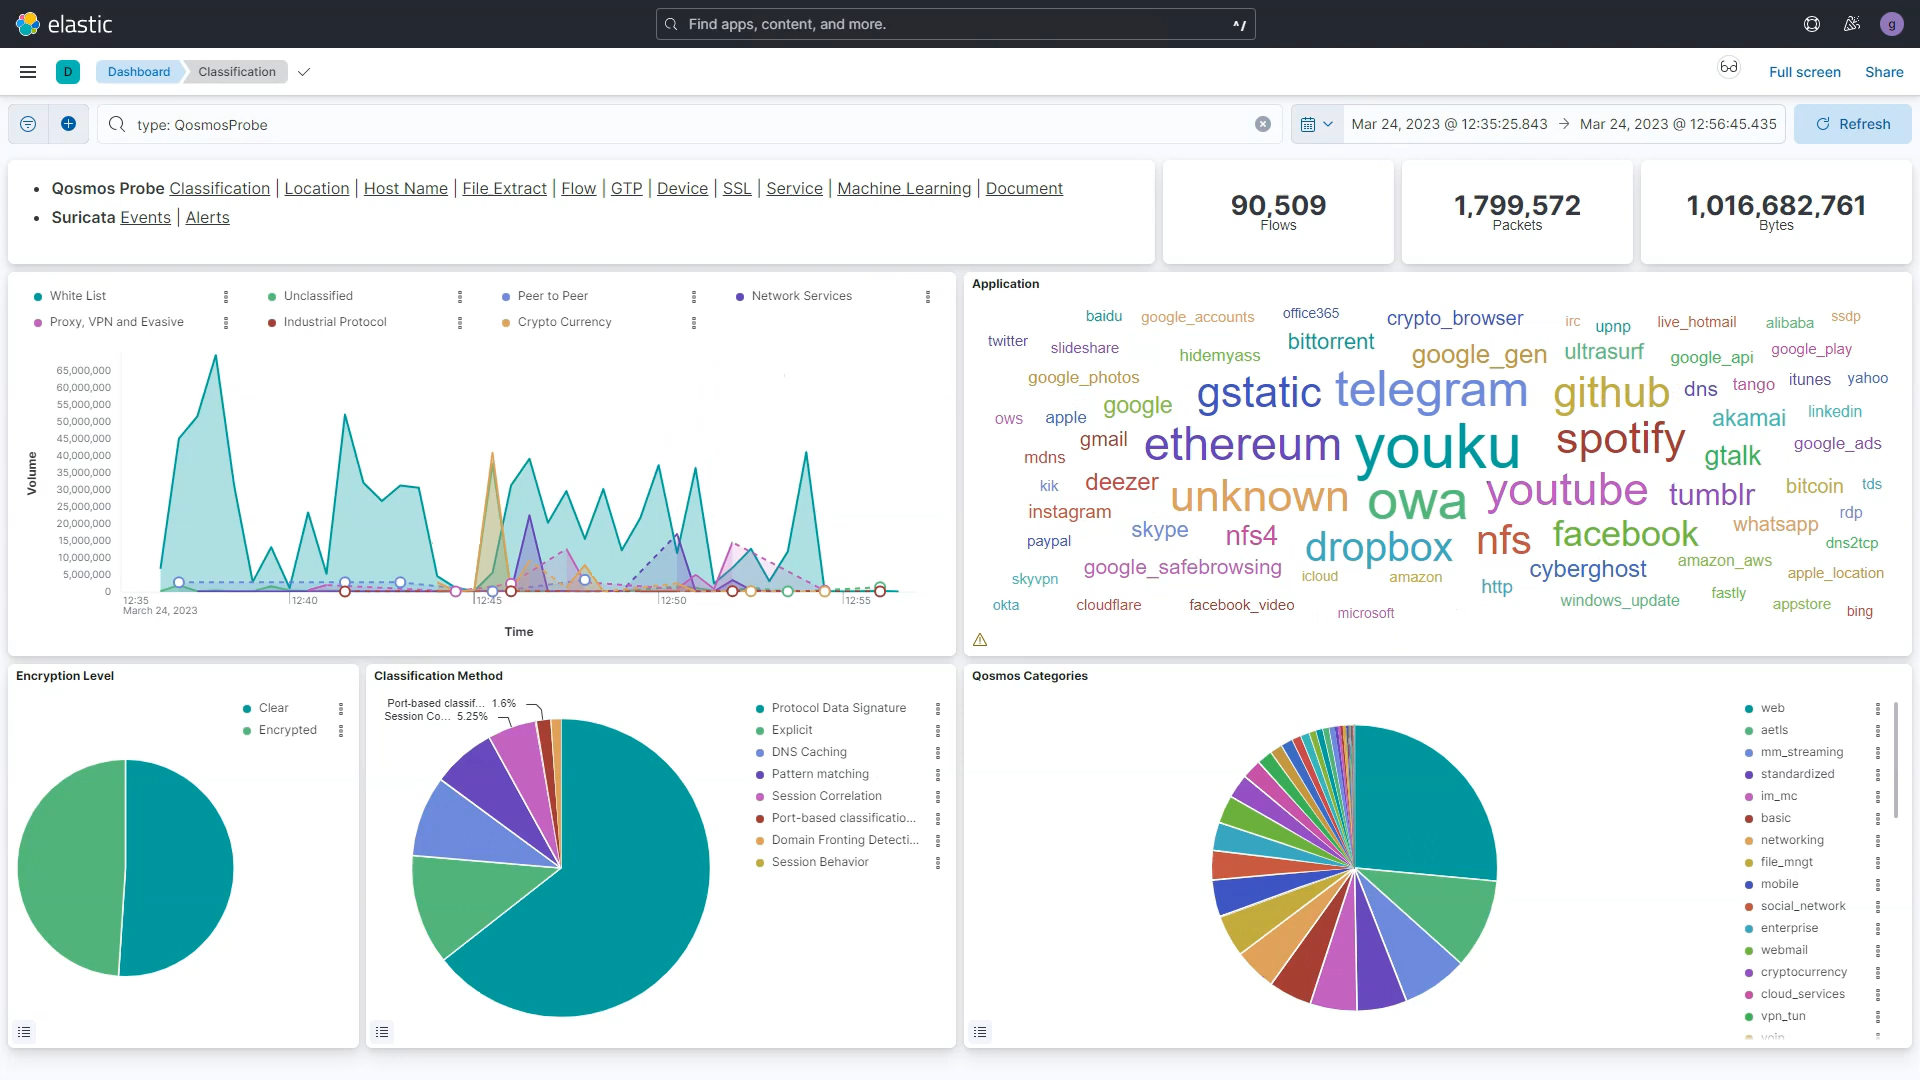 elastic
Find apps, content, and more.
^/
g
D
Dashboard
Classification
Full screen
Share
type: QosmosProbe
Mar 24, 2023 @ 12:35:25.843 → Mar 24, 2023 @ 12:56:45.435
Refresh
• Qosmos Probe Classification | Location | Host Name | File Extract | Flow | GTP | Device | SSL | Service | Machine Learning | Document
• Suricata Events | Alerts
90,509
Flows
1,799,572
Packets
1,016,682,761
Bytes
White List
Unclassified
Peer to Peer
Network Services
Proxy, VPN and Evasive
Industrial Protocol
Crypto Currency
Volume
65,000,000
60,000,000
55,000,000
50,000,000
45,000,000
40,000,000
35,000,000
30,000,000
25,000,000
20,000,000
15,000,000
10,000,000
5,000,000
0
12:35
12:40
12:45
12:50
12:55
March 24, 2023
Time
Application
baidu google_accounts office365 crypto_browser irc upnp live_hotmail alibaba ssdp
twitter slideshare hidemyass bittorrent google_gen ultrasurf google_api google_play
google_photos gstatic telegram github dns tango itunes yahoo
ows apple google akamai linkedin
gmail ethereum youku spotify gtalk google_ads
mdns
kik deezer unknown owa youtube tumblr bitcoin tds
instagram skype nfs4 whatsapp rdp
paypal dropbox nfs facebook dns2tcp
skyvpn google_safebrowsing icloud amazon cyberghost amazon_aws apple_location
http
okta cloudflare facebook_video microsoft windows_update fastly appstore bing
Encryption Level
Clear
Encrypted
Classification Method
Port-based classif... 1.6%
Session Co... 5.25%
Protocol Data Signature
Explicit
DNS Caching
Pattern matching
Session Correlation
Port-based classificatio...
Domain Fronting Detecti...
Session Behavior
Qosmos Categories
web
aetls
mm_streaming
standardized
im_mc
basic
networking
file_mngt
mobile
social_network
enterprise
webmail
cryptocurrency
cloud_services
vpn_tun
voip